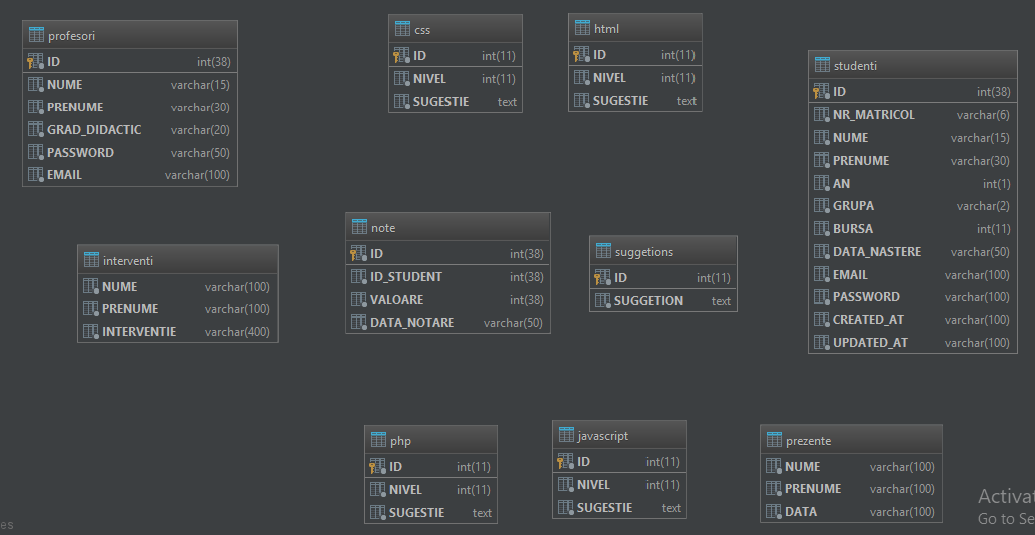 profesori
ID int(38)
NUME varchar(15)
PRENUME varchar(30)
GRAD_DIDACTIC varchar(20)
PASSWORD varchar(50)
EMAIL varchar(100)
css
ID int(11)
NIVEL int(11)
SUGESTIE text
html
ID int(11)
NIVEL int(11)
SUGESTIE text
studenti
ID int(38)
NR_MATRICOL varchar(6)
NUME varchar(15)
PRENUME varchar(30)
AN int(1)
GRUPA varchar(2)
BURSA int(11)
DATA_NASTERE varchar(50)
EMAIL varchar(100)
PASSWORD varchar(100)
CREATED_AT varchar(100)
UPDATED_AT varchar(100)
interventi
NUME varchar(100)
PRENUME varchar(100)
INTERVENTIE varchar(400)
note
ID int(38)
ID_STUDENT int(38)
VALOARE int(38)
DATA_NOTARE varchar(50)
suggetions
ID int(11)
SUGGETION text
php
ID int(11)
NIVEL int(11)
SUGESTIE text
javascript
ID int(11)
NIVEL int(11)
SUGESTIE text
prezente
NUME varchar(100)
PRENUME varchar(100)
DATA varchar(100)
Activat
Go to Se
es